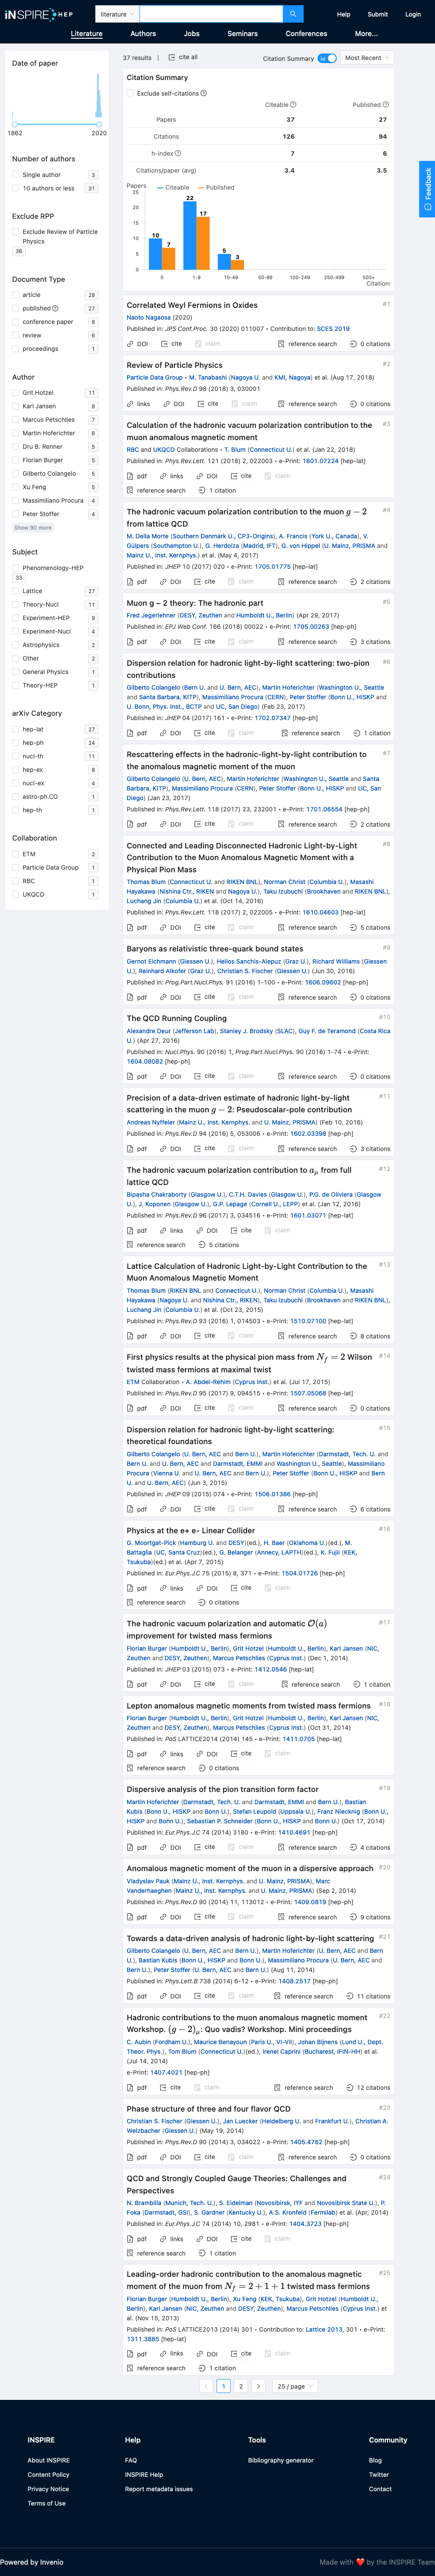 iNSPIRE HEP
literature
Help
Submit
Login
Literature
Authors
Jobs
Seminars
Conferences
More...
Date of paper
1862
2020
Number of authors
Single author 3
10 authors or less 31
Exclude RPP
Exclude Review of Particle Physics
36
Document Type
article 28
published 27
conference paper 8
review 6
proceedings 1
Author
Grit Hotzel 11
Karl Jansen 8
Marcus Petschlies 7
Martin Hoferichter 6
Dru B. Renner 5
Florian Burger 5
Gilberto Colangelo 5
Xu Feng 5
Massimiliano Procura 4
Peter Stoffer 4
Show 90 more
Subject
Phenomenology-HEP
33
Lattice 27
Theory-Nucl 11
Experiment-HEP 9
Experiment-Nucl 4
Astrophysics 2
Other 2
General Physics 1
Theory-HEP 1
arXiv Category
hep-lat 27
hep-ph 24
nucl-th 11
hep-ex 8
nucl-ex 4
astro-ph.CO 1
hep-th 1
Collaboration
ETM 2
Particle Data Group 1
RBC 1
UKQCD 1
37 results
cite all
Citation Summary
Most Recent
Citation Summary
Exclude self-citations
Citeable
Published
Papers 37 27
Citations 126 94
h-index 7 6
Citations/paper (avg) 3.4 3.5
Papers
Citeable
Published
25
20
15
10
5
0
10 7 22 17 5 3
0 1-9 10-49 50-99 100-249 250-499 500+
Citations
Correlated Weyl Fermions in Oxides #1
Naoto Nagaosa (2020)
Published in: JPS Conf.Proc. 30 (2020) 011007 • Contribution to: SCES 2019
DOI cite claim reference search 0 citations
Review of Particle Physics #2
Particle Data Group • M. Tanabashi (Nagoya U. and KMI, Nagoya) et al. (Aug 17, 2018)
Published in: Phys.Rev.D 98 (2018) 3, 030001
links DOI cite claim reference search 0 citations
Calculation of the hadronic vacuum polarization contribution to the muon anomalous magnetic moment #3
RBC and UKQCD Collaborations • T. Blum (Connecticut U.) et al. (Jan 22, 2018)
Published in: Phys.Rev.Lett. 121 (2018) 2, 022003 • e-Print: 1801.07224 [hep-lat]
pdf links DOI cite claim
reference search 1 citation
The hadronic vacuum polarization contribution to the muon g − 2 from lattice QCD #4
M. Della Morte (Southern Denmark U., CP3-Origins), A. Francis (York U., Canada), V. Gülpers (Southampton U.), G. Herdoíza (Madrid, IFT), G. von Hippel (U. Mainz, PRISMA and Mainz U., Inst. Kernphys.) et al. (May 4, 2017)
Published in: JHEP 10 (2017) 020 • e-Print: 1705.01775 [hep-lat]
pdf DOI cite claim reference search 2 citations
Muon g – 2 theory: The hadronic part #5
Fred Jegerlehner (DESY, Zeuthen and Humboldt U., Berlin) (Apr 29, 2017)
Published in: EPJ Web Conf. 166 (2018) 00022 • e-Print: 1705.00263 [hep-ph]
pdf DOI cite claim reference search 3 citations
Dispersion relation for hadronic light-by-light scattering: two-pion contributions #6
Gilberto Colangelo (Bern U. and U. Bern, AEC), Martin Hoferichter (Washington U., Seattle and Santa Barbara, KITP), Massimiliano Procura (CERN), Peter Stoffer (Bonn U., HISKP and U. Bonn, Phys. Inst., BCTP and UC, San Diego) (Feb 23, 2017)
Published in: JHEP 04 (2017) 161 • e-Print: 1702.07347 [hep-ph]
pdf DOI cite claim reference search 1 citation
Rescattering effects in the hadronic-light-by-light contribution to the anomalous magnetic moment of the muon #7
Gilberto Colangelo (U. Bern, AEC), Martin Hoferichter (Washington U., Seattle and Santa Barbara, KITP), Massimiliano Procura (CERN), Peter Stoffer (Bonn U., HISKP and UC, San Diego) (Jan 23, 2017)
Published in: Phys.Rev.Lett. 118 (2017) 23, 232001 • e-Print: 1701.06554 [hep-ph]
pdf DOI cite claim reference search 2 citations
Connected and Leading Disconnected Hadronic Light-by-Light Contribution to the Muon Anomalous Magnetic Moment with a Physical Pion Mass #8
Thomas Blum (Connecticut U. and RIKEN BNL), Norman Christ (Columbia U.), Masashi Hayakawa (Nishina Ctr., RIKEN and Nagoya U.), Taku Izubuchi (Brookhaven and RIKEN BNL), Luchang Jin (Columbia U.) et al. (Oct 14, 2016)
Published in: Phys.Rev.Lett. 118 (2017) 2, 022005 • e-Print: 1610.04603 [hep-lat]
pdf DOI cite claim reference search 5 citations
Baryons as relativistic three-quark bound states #9
Gernot Eichmann (Giessen U.), Helios Sanchis-Alepuz (Graz U.), Richard Williams (Giessen U.), Reinhard Alkofer (Graz U.), Christian S. Fischer (Giessen U.) (Jun 30, 2016)
Published in: Prog.Part.Nucl.Phys. 91 (2016) 1-100 • e-Print: 1606.09602 [hep-ph]
pdf DOI cite claim reference search 0 citations
The QCD Running Coupling #10
Alexandre Deur (Jefferson Lab), Stanley J. Brodsky (SLAC), Guy F. de Teramond (Costa Rica U.) (Apr 27, 2016)
Published in: Nucl.Phys. 90 (2016) 1, Prog.Part.Nucl.Phys. 90 (2016) 1-74 • e-Print: 1604.08082 [hep-ph]
pdf DOI cite claim reference search 0 citations
Precision of a data-driven estimate of hadronic light-by-light scattering in the muon g − 2: Pseudoscalar-pole contribution #11
Andreas Nyffeler (Mainz U., Inst. Kernphys. and U. Mainz, PRISMA) (Feb 10, 2016)
Published in: Phys.Rev.D 94 (2016) 5, 053006 • e-Print: 1602.03398 [hep-ph]
pdf DOI cite claim reference search 3 citations
The hadronic vacuum polarization contribution to aμ from full lattice QCD #12
Bipasha Chakraborty (Glasgow U.), C.T.H. Davies (Glasgow U.), P.G. de Oliviera (Glasgow U.), J. Koponen (Glasgow U.), G.P. Lepage (Cornell U., LEPP) et al. (Jan 12, 2016)
Published in: Phys.Rev.D 96 (2017) 3, 034516 • e-Print: 1601.03071 [hep-lat]
pdf links DOI cite claim
reference search 5 citations
Lattice Calculation of Hadronic Light-by-Light Contribution to the Muon Anomalous Magnetic Moment #13
Thomas Blum (RIKEN BNL and Connecticut U.), Norman Christ (Columbia U.), Masashi Hayakawa (Nagoya U. and Nishina Ctr., RIKEN), Taku Izubuchi (Brookhaven and RIKEN BNL), Luchang Jin (Columbia U.) (Oct 23, 2015)
Published in: Phys.Rev.D 93 (2016) 1, 014503 • e-Print: 1510.07100 [hep-lat]
pdf DOI cite claim reference search 8 citations
First physics results at the physical pion mass from Nf = 2 Wilson twisted mass fermions at maximal twist #14
ETM Collaboration • A. Abdel-Rehim (Cyprus Inst.) et al. (Jul 17, 2015)
Published in: Phys.Rev.D 95 (2017) 9, 094515 • e-Print: 1507.05068 [hep-lat]
pdf DOI cite claim reference search 0 citations
Dispersion relation for hadronic light-by-light scattering: theoretical foundations #15
Gilberto Colangelo (U. Bern, AEC and Bern U.), Martin Hoferichter (Darmstadt, Tech. U. and Bern U. and U. Bern, AEC and Darmstadt, EMMI and Washington U., Seattle), Massimiliano Procura (Vienna U. and U. Bern, AEC and Bern U.), Peter Stoffer (Bonn U., HISKP and Bern U. and U. Bern, AEC) (Jun 3, 2015)
Published in: JHEP 09 (2015) 074 • e-Print: 1506.01386 [hep-ph]
pdf DOI cite claim reference search 6 citations
Physics at the e+ e- Linear Collider #16
G. Moortgat-Pick (Hamburg U. and DESY)(ed.), H. Baer (Oklahoma U.)(ed.), M. Battaglia (UC, Santa Cruz)(ed.), G. Belanger (Annecy, LAPTH)(ed.), K. Fujii (KEK, Tsukuba)(ed.) et al. (Apr 7, 2015)
Published in: Eur.Phys.J.C 75 (2015) 8, 371 • e-Print: 1504.01726 [hep-ph]
pdf links DOI cite claim
reference search 0 citations
The hadronic vacuum polarization and automatic O(a) improvement for twisted mass fermions #17
Florian Burger (Humboldt U., Berlin), Grit Hotzel (Humboldt U., Berlin), Karl Jansen (NIC, Zeuthen and DESY, Zeuthen), Marcus Petschlies (Cyprus Inst.) (Dec 1, 2014)
Published in: JHEP 03 (2015) 073 • e-Print: 1412.0546 [hep-lat]
pdf DOI cite claim reference search 1 citation
Lepton anomalous magnetic moments from twisted mass fermions #18
Florian Burger (Humboldt U., Berlin), Grit Hotzel (Humboldt U., Berlin), Karl Jansen (NIC, Zeuthen and DESY, Zeuthen), Marcus Petschlies (Cyprus Inst.) (Oct 31, 2014)
Published in: PoS LATTICE2014 (2014) 145 • e-Print: 1411.0705 [hep-lat]
pdf links DOI cite claim
reference search 0 citations
Dispersive analysis of the pion transition form factor #19
Martin Hoferichter (Darmstadt, Tech. U. and Darmstadt, EMMI and Bern U.), Bastian Kubis (Bonn U., HISKP and Bonn U.), Stefan Leupold (Uppsala U.), Franz Niecknig (Bonn U., HISKP and Bonn U.), Sebastian P. Schneider (Bonn U., HISKP and Bonn U.) (Oct 17, 2014)
Published in: Eur.Phys.J.C 74 (2014) 3180 • e-Print: 1410.4691 [hep-ph]
pdf DOI cite claim reference search 4 citations
Anomalous magnetic moment of the muon in a dispersive approach #20
Vladyslav Pauk (Mainz U., Inst. Kernphys. and U. Mainz, PRISMA), Marc Vanderhaeghen (Mainz U., Inst. Kernphys. and U. Mainz, PRISMA) (Sep 2, 2014)
Published in: Phys.Rev.D 90 (2014) 11, 113012 • e-Print: 1409.0819 [hep-ph]
pdf DOI cite claim reference search 9 citations
Towards a data-driven analysis of hadronic light-by-light scattering #21
Gilberto Colangelo (U. Bern, AEC and Bern U.), Martin Hoferichter (U. Bern, AEC and Bern U.), Bastian Kubis (Bonn U., HISKP and Bonn U.), Massimiliano Procura (U. Bern, AEC and Bern U.), Peter Stoffer (U. Bern, AEC and Bern U.) (Aug 11, 2014)
Published in: Phys.Lett.B 738 (2014) 6-12 • e-Print: 1408.2517 [hep-ph]
pdf DOI cite claim reference search 11 citations
Hadronic contributions to the muon anomalous magnetic moment Workshop. (g − 2)μ: Quo vadis? Workshop. Mini proceedings #22
C. Aubin (Fordham U.), Maurice Benayoun (Paris U., VI-VII), Johan Bijnens (Lund U., Dept. Theor. Phys.), Tom Blum (Connecticut U.)(ed.), Irenel Caprini (Bucharest, IFIN-HH) et al. (Jul 14, 2014)
e-Print: 1407.4021 [hep-ph]
pdf cite claim reference search 12 citations
Phase structure of three and four flavor QCD #23
Christian S. Fischer (Giessen U.), Jan Luecker (Heidelberg U. and Frankfurt U.), Christian A. Welzbacher (Giessen U.) (May 19, 2014)
Published in: Phys.Rev.D 90 (2014) 3, 034022 • e-Print: 1405.4762 [hep-ph]
pdf DOI cite claim reference search 0 citations
QCD and Strongly Coupled Gauge Theories: Challenges and Perspectives #24
N. Brambilla (Munich, Tech. U.), S. Eidelman (Novosibirsk, IYF and Novosibirsk State U.), P. Foka (Darmstadt, GSI), S. Gardner (Kentucky U.), A.S. Kronfeld (Fermilab) et al. (Apr, 2014)
Published in: Eur.Phys.J.C 74 (2014) 10, 2981 • e-Print: 1404.3723 [hep-ph]
pdf links DOI cite claim
reference search 1 citation
Leading-order hadronic contribution to the anomalous magnetic moment of the muon from Nf = 2 + 1 + 1 twisted mass fermions #25
Florian Burger (Humboldt U., Berlin), Xu Feng (KEK, Tsukuba), Grit Hotzel (Humboldt U., Berlin), Karl Jansen (NIC, Zeuthen and DESY, Zeuthen), Marcus Petschlies (Cyprus Inst.) et al. (Nov 15, 2013)
Published in: PoS LATTICE2013 (2014) 301 • Contribution to: Lattice 2013, 301 • e-Print: 1311.3885 [hep-lat]
pdf links DOI cite claim
reference search 1 citation
1 2 25 / page
Feedback
INSPIRE
About INSPIRE
Content Policy
Privacy Notice
Terms of Use
Help
FAQ
INSPIRE Help
Report metadata issues
Tools
Bibliography generator
Community
Blog
Twitter
Contact
Powered by Invenio
Made with ❤ by the INSPIRE Team